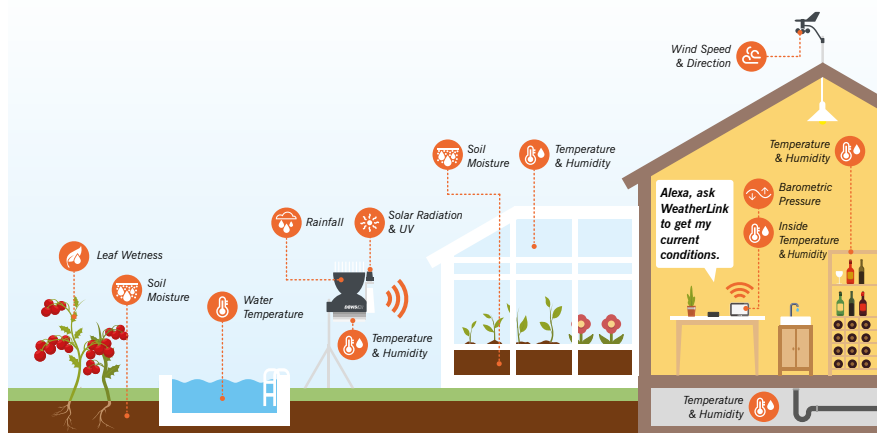 Wind Speed
& Direction
Soil
Moisture
Temperature
& Humidity
Temperature
& Humidity
Alexa, ask
WeatherLink
to get my
current
conditions.
Barometric
Pressure
Inside
Temperature
& Humidity
Rainfall
Solar Radiation
& UV
Leaf Wetness
Soil
Moisture
Water
Temperature
Temperature
& Humidity
Temperature
& Humidity